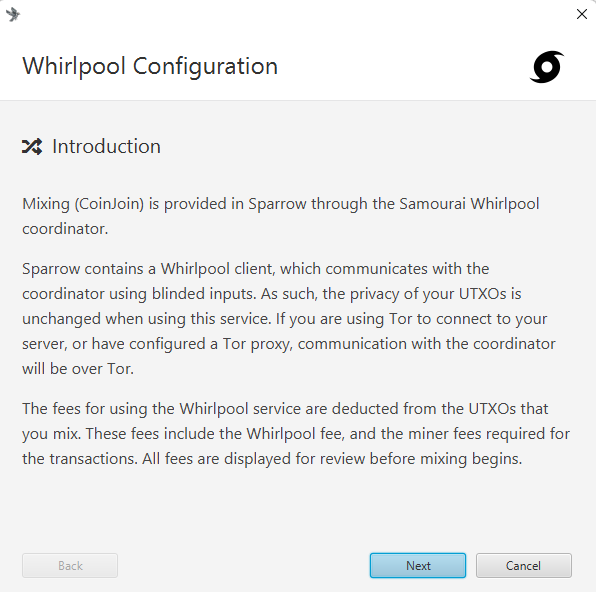 Whirlpool Configuration
Introduction
Mixing (CoinJoin) is provided in Sparrow through the Samourai Whirlpool
coordinator.
Sparrow contains a Whirlpool client, which communicates with the
coordinator using blinded inputs. As such, the privacy of your UTXOs is
unchanged when using this service. If you are using Tor to connect to your
server, or have configured a Tor proxy, communication with the coordinator
will be over Tor.
The fees for using the Whirlpool service are deducted from the UTXOs that
you mix. These fees include the Whirlpool fee, and the miner fees required for
the transactions. All fees are displayed for review before mixing begins.
Back
Next
Cancel